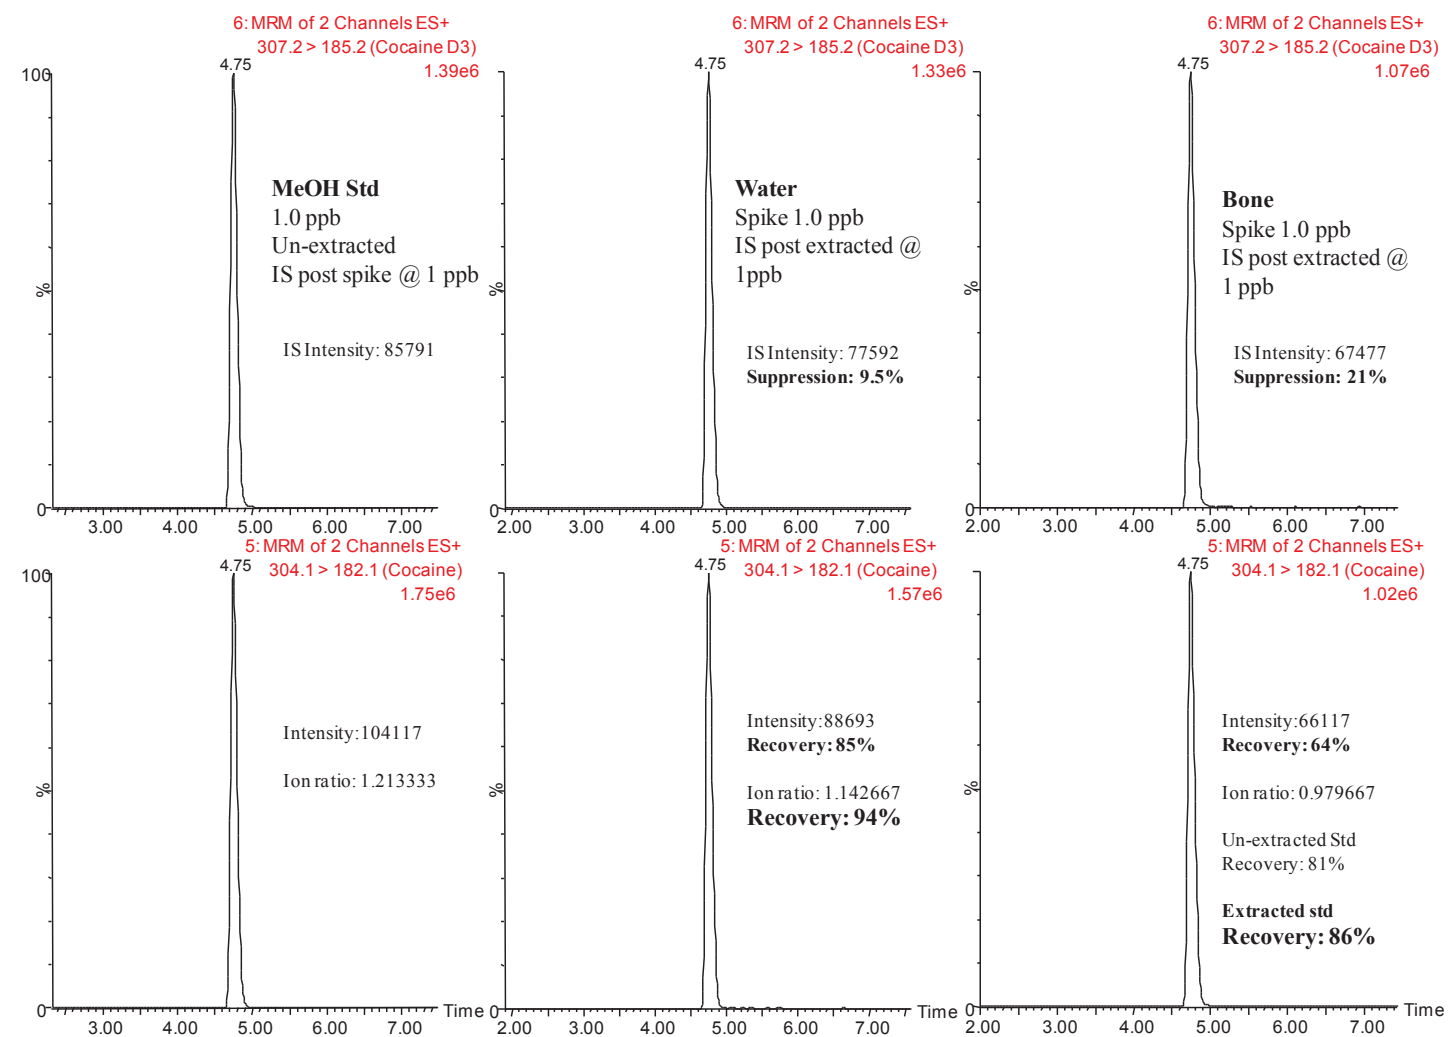 6: MRM of 2 Channels ES+
307.2 > 185.2 (Cocaine D3)
1.39e6
4.75
100
%
0
MeOH Std
1.0 ppb
Un-extracted
IS post spike @ 1 ppb
IS Intensity: 85791
3.00 4.00 5.00 6.00 7.00
6: MRM of 2 Channels ES+
307.2 > 185.2 (Cocaine D3)
1.33e6
4.75
%
0
Water
Spike 1.0 ppb
IS post extracted @
1ppb
IS Intensity: 77592
Suppression: 9.5%
2.00 3.00 4.00 5.00 6.00 7.00
6: MRM of 2 Channels ES+
307.2 > 185.2 (Cocaine D3)
1.07e6
4.75
%
0
Bone
Spike 1.0 ppb
IS post extracted @
1 ppb
IS Intensity: 67477
Suppression: 21%
2.00 3.00 4.00 5.00 6.00 7.00
5: MRM of 2 Channels ES+
304.1 > 182.1 (Cocaine)
1.75e6
4.75
100
%
0
Intensity:104117
Ion ratio: 1.213333
Time
3.00 4.00 5.00 6.00 7.00
5: MRM of 2 Channels ES+
304.1 > 182.1 (Cocaine)
1.57e6
4.75
%
0
Intensity:88693
Recovery: 85%
Ion ratio: 1.142667
Recovery: 94%
Time
2.00 3.00 4.00 5.00 6.00 7.00
5: MRM of 2 Channels ES+
304.1 > 182.1 (Cocaine)
1.02e6
4.75
%
0
Intensity:66117
Recovery: 64%
Ion ratio: 0.979667
Un-extracted Std
Recovery: 81%
Extracted std
Recovery: 86%
Time
2.00 3.00 4.00 5.00 6.00 7.00